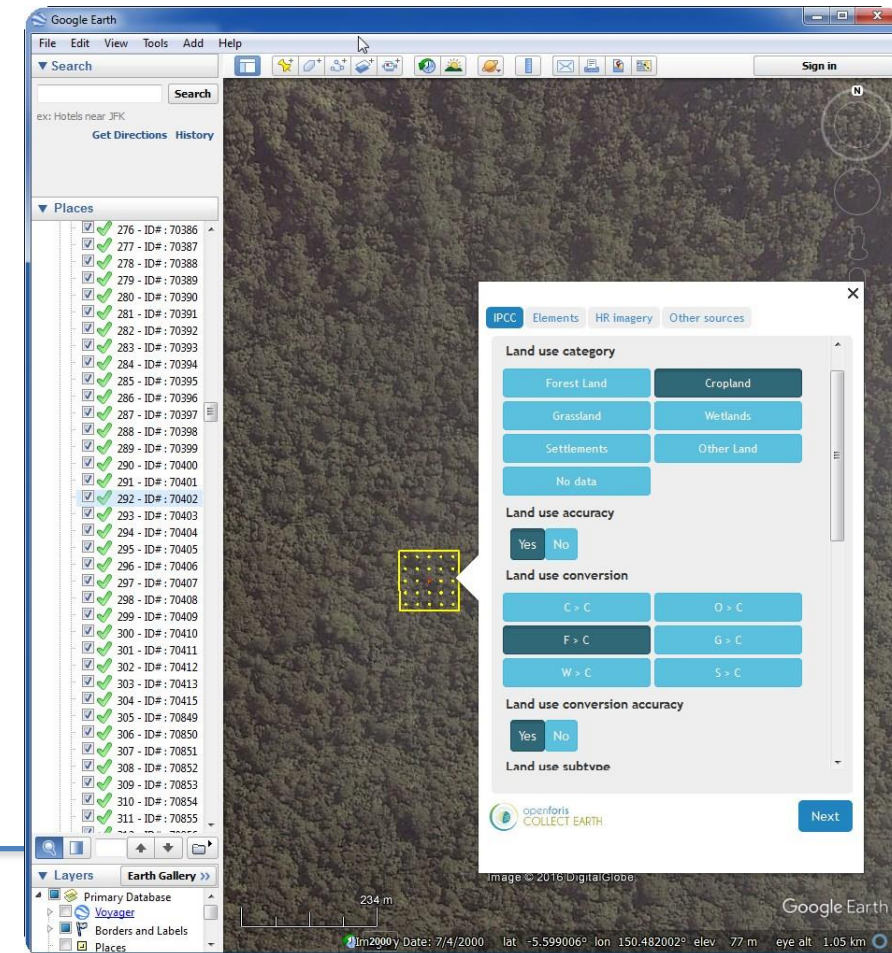 Google Earth
File Edit View Tools Add Help
Search
Sign in
Search
ex: Hotels near JFK
Get Directions History
Places
276 - ID# : 70386
277 - ID# : 70387
278 - ID# : 70388
279 - ID# : 70389
280 - ID# : 70390
281 - ID# : 70391
282 - ID# : 70392
283 - ID# : 70393
284 - ID# : 70394
285 - ID# : 70395
286 - ID# : 70396
287 - ID# : 70397
288 - ID# : 70398
289 - ID# : 70399
290 - ID# : 70400
291 - ID# : 70401
292 - ID# : 70402
293 - ID# : 70403
294 - ID# : 70404
295 - ID# : 70405
296 - ID# : 70406
297 - ID# : 70407
298 - ID# : 70408
299 - ID# : 70409
300 - ID# : 70410
301 - ID# : 70411
302 - ID# : 70412
303 - ID# : 70413
304 - ID# : 70415
305 - ID# : 70849
306 - ID# : 70850
307 - ID# : 70851
308 - ID# : 70852
309 - ID# : 70853
310 - ID# : 70854
311 - ID# : 70855
Layers
Earth Gallery »
Primary Database
Voyager
Borders and Labels
Places
N
IPCC Elements HR imagery Other sources
Land use category
Forest Land Cropland
Grassland Wetlands
Settlements Other Land
No data
Land use accuracy
Yes No
Land use conversion
C > C O > C
F > C G > C
W > C S > C
Land use conversion accuracy
Yes No
Land use subtype
openforis
COLLECT EARTH
Next
Image © 2016 DigitalGlobe
234 m
Google Earth
2000 Date: 7/4/2000 lat -5.599006° lon 150.482002° elev 77 m eye alt 1.05 km